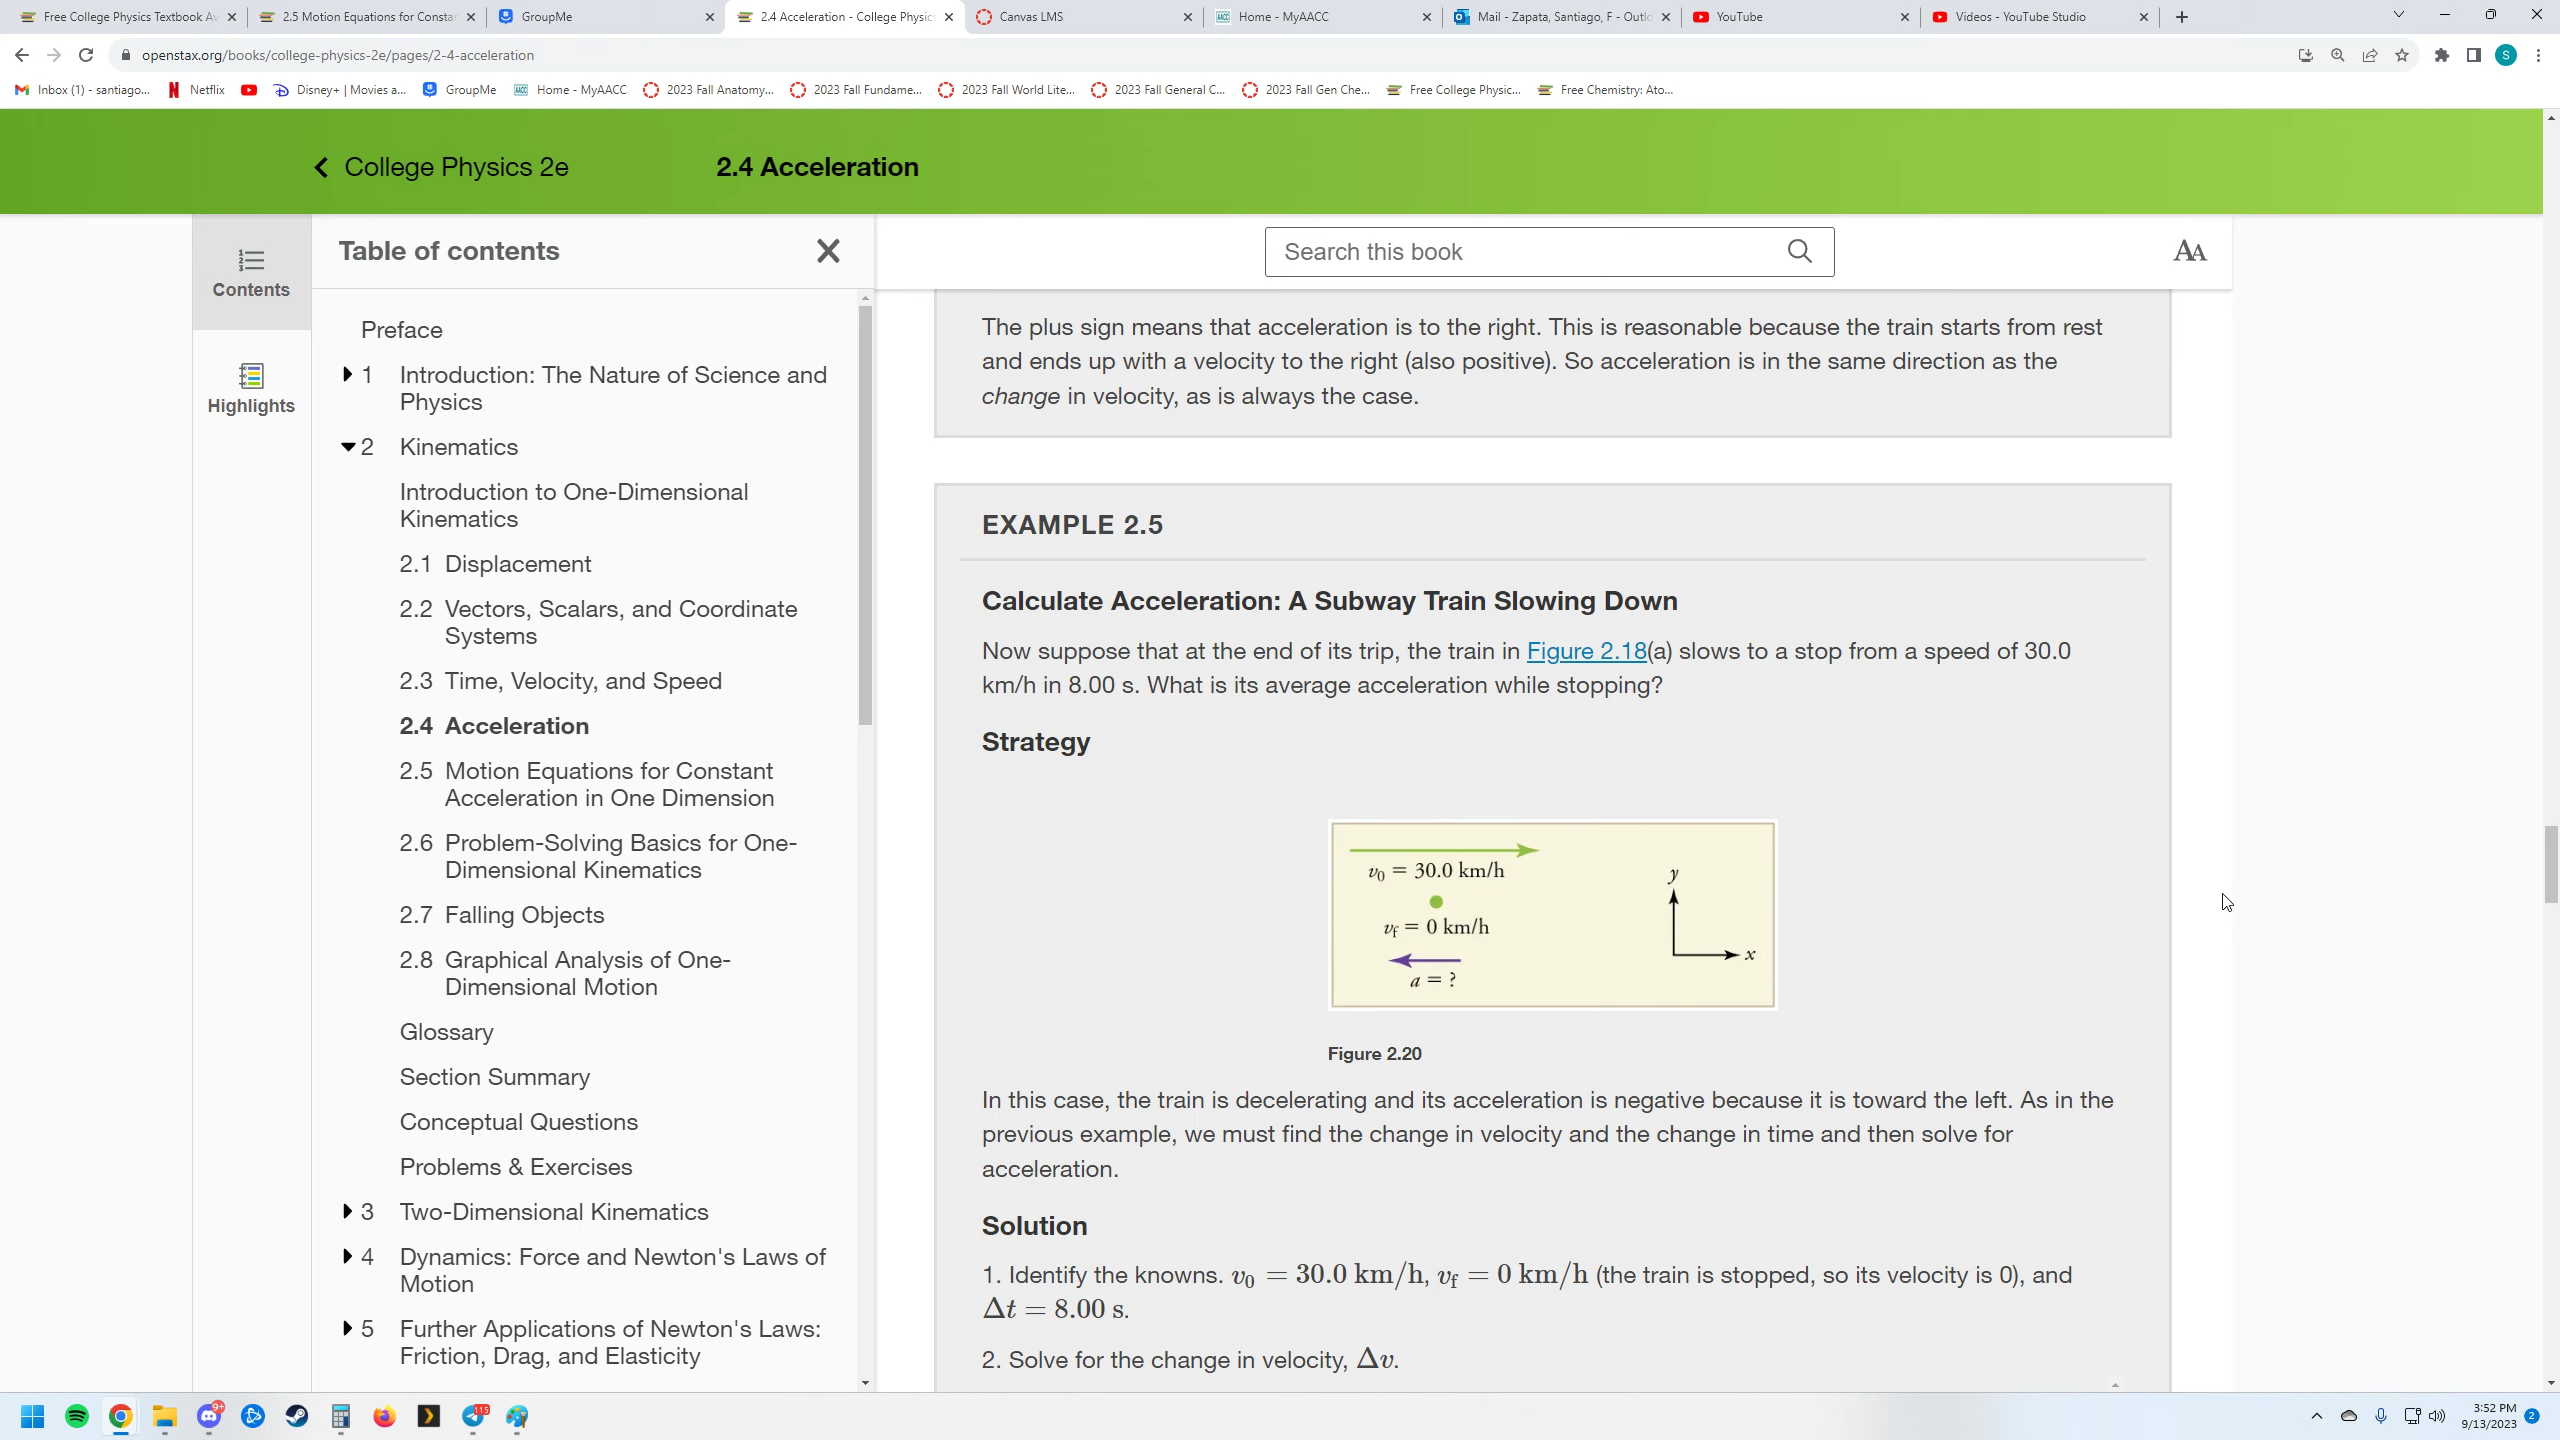 Free College Physics Textbook Av
2.5 Motion Equations for Constan
GroupMe
2.4 Acceleration - College Physics
Canvas LMS
Home - MyAACC
Mail - Zapata, Santiago, F - Outlo
YouTube
Videos - YouTube Studio
openstax.org/books/college-physics-2e/pages/2-4-acceleration
S
Inbox (1) - santiago...
Netflix
Disney+ | Movies a...
GroupMe
Home - MyAACC
2023 Fall Anatomy...
2023 Fall Fundame...
2023 Fall World Lite...
2023 Fall General C...
2023 Fall Gen Che...
Free College Physic...
Free Chemistry: Ato...
College Physics 2e
2.4 Acceleration
Contents
Highlights
Table of contents
Search this book
AA
Preface
1 Introduction: The Nature of Science and
Physics
2 Kinematics
Introduction to One-Dimensional
Kinematics
2.1 Displacement
2.2 Vectors, Scalars, and Coordinate
Systems
2.3 Time, Velocity, and Speed
2.4 Acceleration
2.5 Motion Equations for Constant
Acceleration in One Dimension
2.6 Problem-Solving Basics for One-
Dimensional Kinematics
2.7 Falling Objects
2.8 Graphical Analysis of One-
Dimensional Motion
Glossary
Section Summary
Conceptual Questions
Problems & Exercises
3 Two-Dimensional Kinematics
4 Dynamics: Force and Newton's Laws of
Motion
5 Further Applications of Newton's Laws:
Friction, Drag, and Elasticity
The plus sign means that acceleration is to the right. This is reasonable because the train starts from rest
and ends up with a velocity to the right (also positive). So acceleration is in the same direction as the
change in velocity, as is always the case.
EXAMPLE 2.5
Calculate Acceleration: A Subway Train Slowing Down
Now suppose that at the end of its trip, the train in Figure 2.18(a) slows to a stop from a speed of 30.0
km/h in 8.00 s. What is its average acceleration while stopping?
Strategy
v₀ = 30.0 km/h
v_f = 0 km/h
a = ?
y
x
Figure 2.20
In this case, the train is decelerating and its acceleration is negative because it is toward the left. As in the
previous example, we must find the change in velocity and the change in time and then solve for
acceleration.
Solution
1. Identify the knowns. v₀ = 30.0 km/h, v_f = 0 km/h (the train is stopped, so its velocity is 0), and
Δt = 8.00 s.
2. Solve for the change in velocity, Δv.
9+
115
3:52 PM
9/13/2023
2